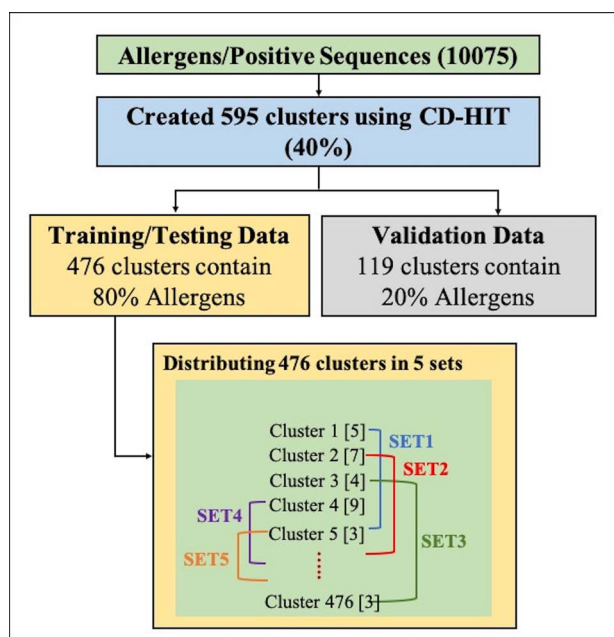 Allergens/Positive Sequences (10075)
Created 595 clusters using CD-HIT
(40%)
Training/Testing Data
476 clusters contain
80% Allergens
Validation Data
119 clusters contain
20% Allergens
Distributing 476 clusters in 5 sets
Cluster 1 [5]
SET1
Cluster 2 [7]
SET2
Cluster 3 [4]
Cluster 4 [9]
SET4
SET3
Cluster 5 [3]
SET5
Cluster 476 [3]